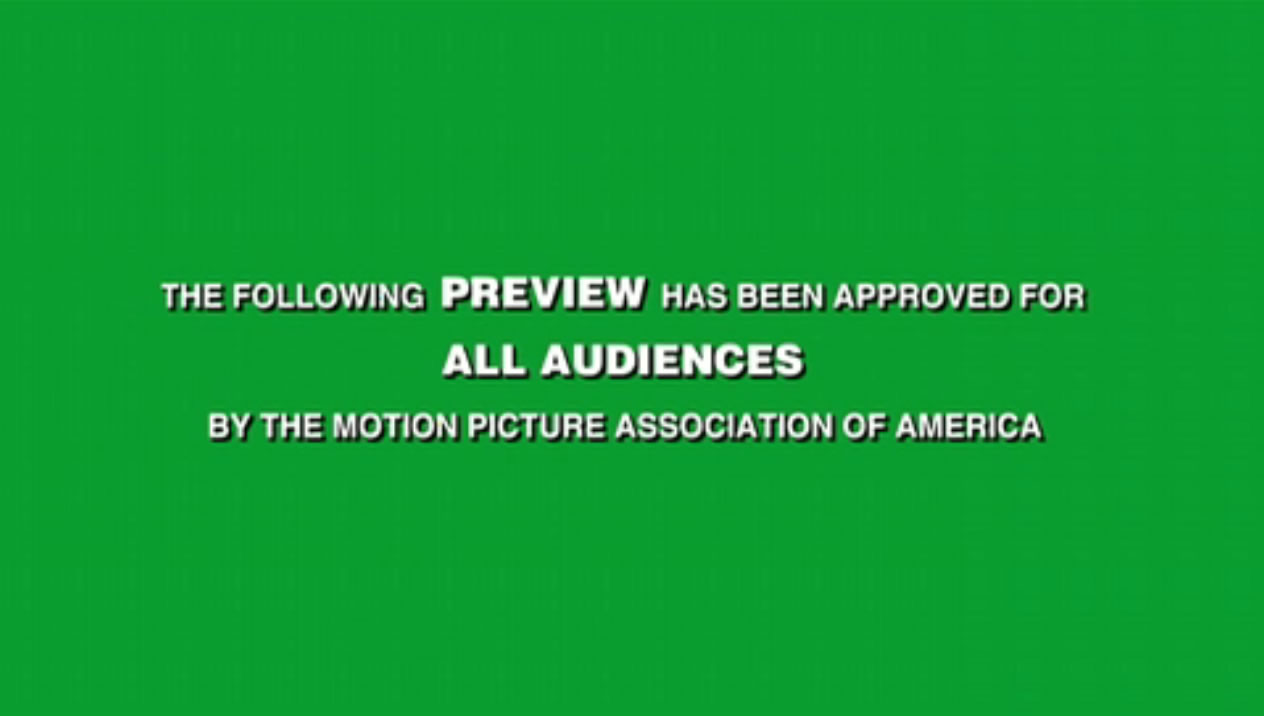 THE FOLLOWING PREVIEW HAS BEEN APPROVED FOR
ALL AUDIENCES
BY THE MOTION PICTURE ASSOCIATION OF AMERICA